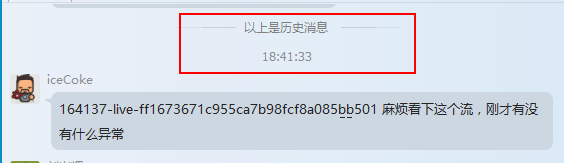 以上是历史消息
18:41:33
iceCoke
164137-live-ff1673671c955ca7b98fcf8a085bb501 麻烦看下这个流，刚才有没
有什么异常